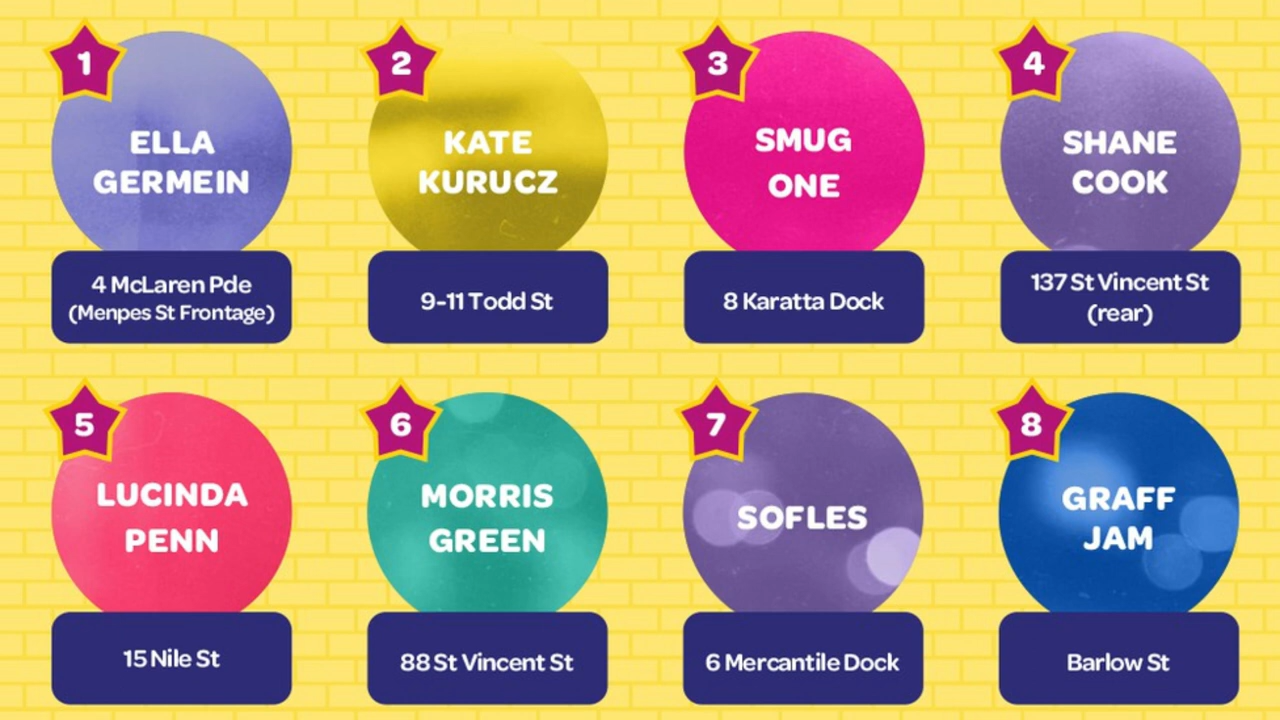 1
ELLA
GERMEIN
4 McLaren Pde
(Menpes St Frontage)
2
KATE
KURUCZ
9-11 Todd St
3
SMUG
ONE
8 Karatta Dock
4
SHANE
COOK
137 St Vincent St
(rear)
5
LUCINDA
PENN
15 Nile St
6
MORRIS
GREEN
88 St Vincent St
7
SOFLES
6 Mercantile Dock
8
GRAFF
JAM
Barlow St